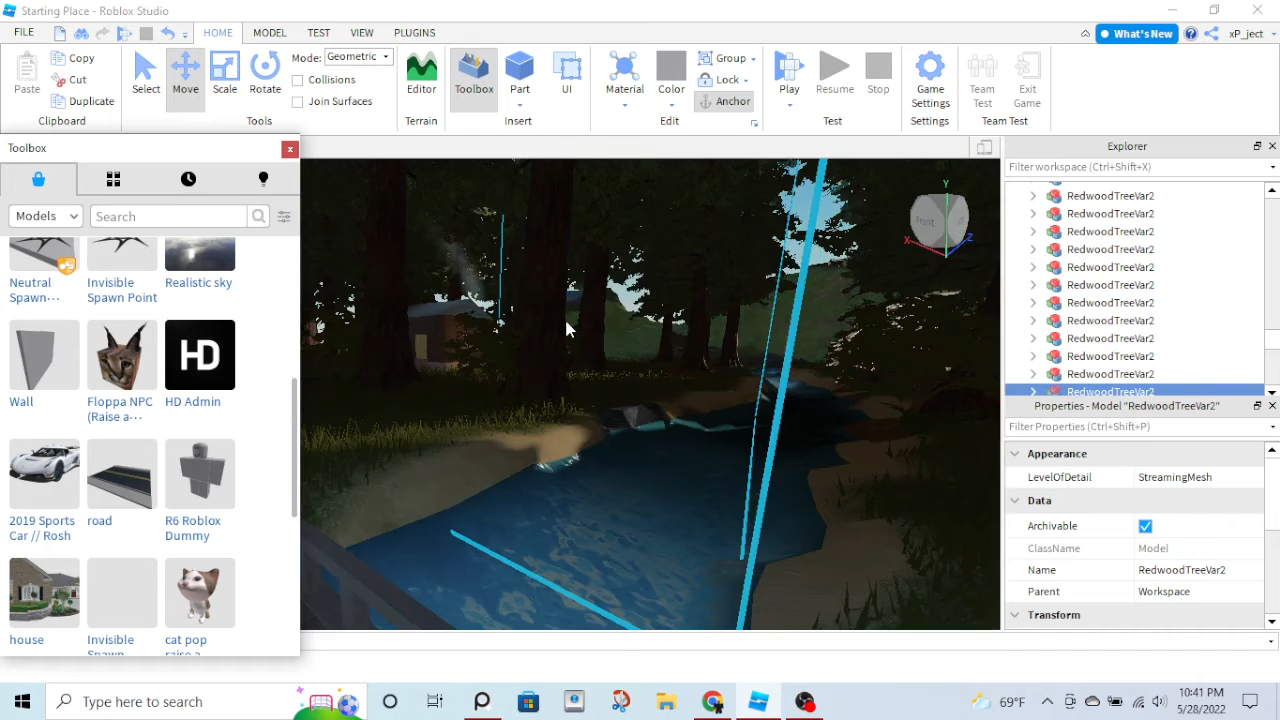 Starting Place - Roblox Studio
FILE HOME MODEL TEST VIEW PLUGINS What's New xP_ject
Paste Copy Cut Duplicate
Clipboard
Select Move Scale Rotate
Mode: Geometric
Collisions
Join Surfaces
Tools
Editor
Terrain
Toolbox Part UI
Insert
Material Color Group Lock Anchor
Edit
Play Resume Stop
Test
Game Settings
Settings
Team Test Exit Game
Team Test
Toolbox
Models Search
Neutral Spawn...
Invisible Spawn Point
Realistic sky
Wall
Floppa NPC (Raise a...
HD
HD Admin
2019 Sports Car // Rosh
road
R6 Roblox Dummy
house
Invisible Spawn
cat pop raise a
Front
Y
X
Z
Explorer
Filter workspace (Ctrl+Shift+X)
RedwoodTreeVar2
RedwoodTreeVar2
RedwoodTreeVar2
RedwoodTreeVar2
RedwoodTreeVar2
RedwoodTreeVar2
RedwoodTreeVar2
RedwoodTreeVar2
RedwoodTreeVar2
RedwoodTreeVar2
RedwoodTreeVar2
RedwoodTreeVar2
Properties - Model "RedwoodTreeVar2"
Filter Properties (Ctrl+Shift+P)
Appearance
LevelOfDetail StreamingMesh
Data
Archivable
ClassName Model
Name RedwoodTreeVar2
Parent Workspace
Transform
Type here to search
69°F
10:41 PM
5/28/2022